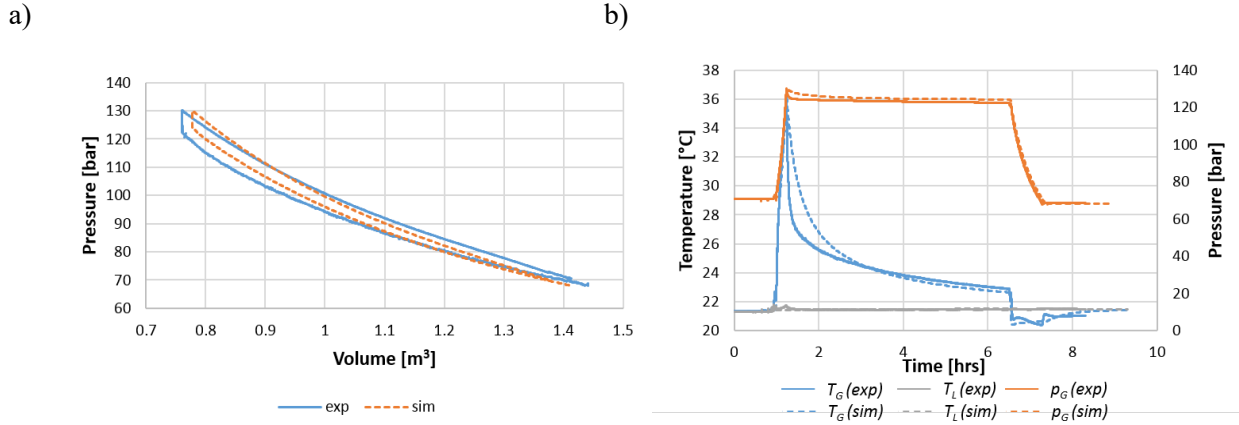 a)
b)
140
130
120
110
100
90
80
70
60
Pressure [bar]
0.7 0.8 0.9 1 1.1 1.2 1.3 1.4 1.5
Volume [m³]
exp sim
38
36
34
32
30
28
26
24
22
20
Temperature [°C]
140
120
100
80
60
40
20
0
Pressure [bar]
0 2 4 6 8 10
Time [hrs]
T_G (exp) T_L (exp) p_G (exp)
T_G (sim) T_L (sim) p_G (sim)